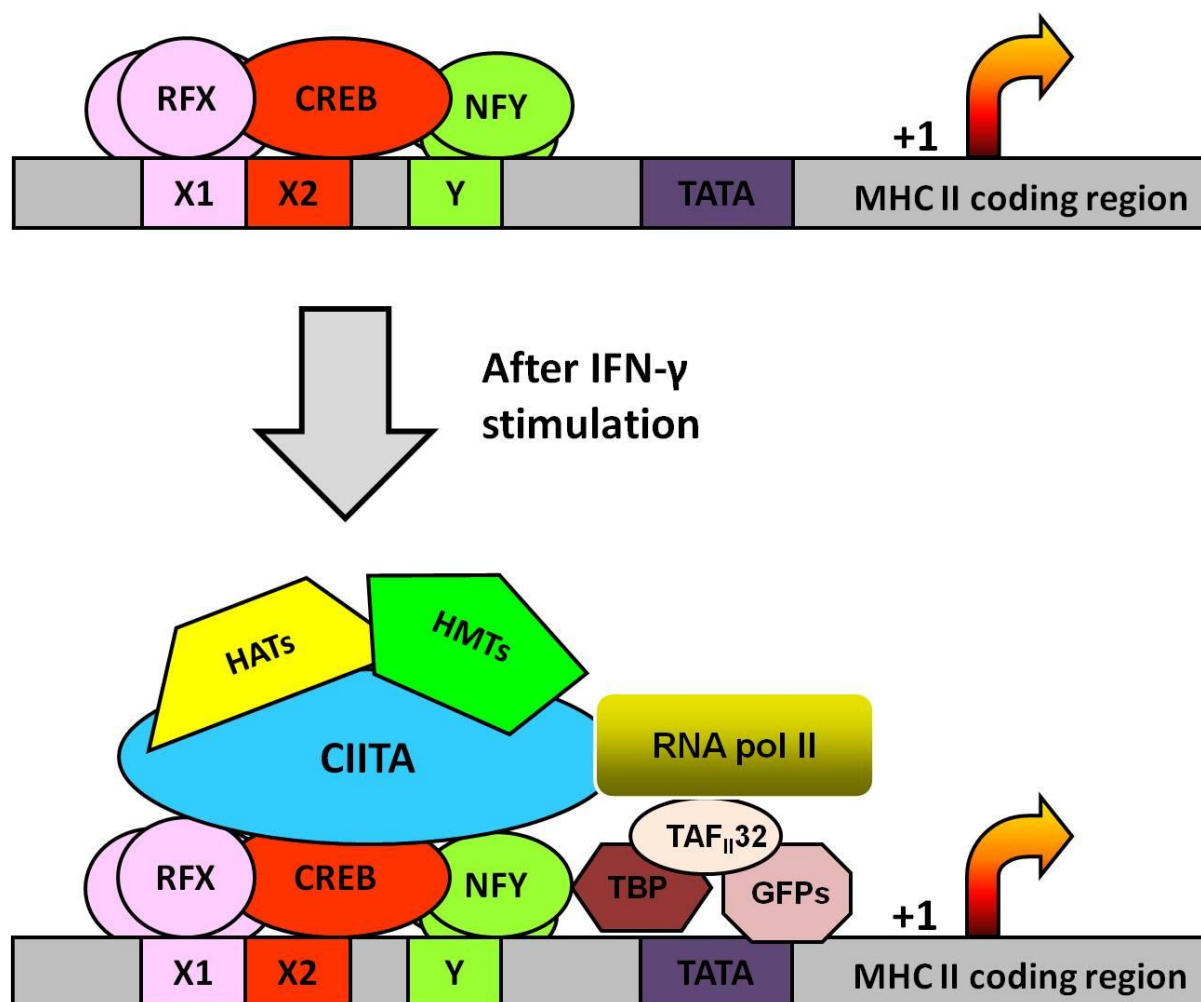 RFX CREB NFY
+1
X1 X2 Y TATA MHC II coding region
After IFN-γ
stimulation
HATs HMTs
CIITA RNA pol II
TAFII32
RFX CREB NFY TBP GFPs
+1
X1 X2 Y TATA MHC II coding region